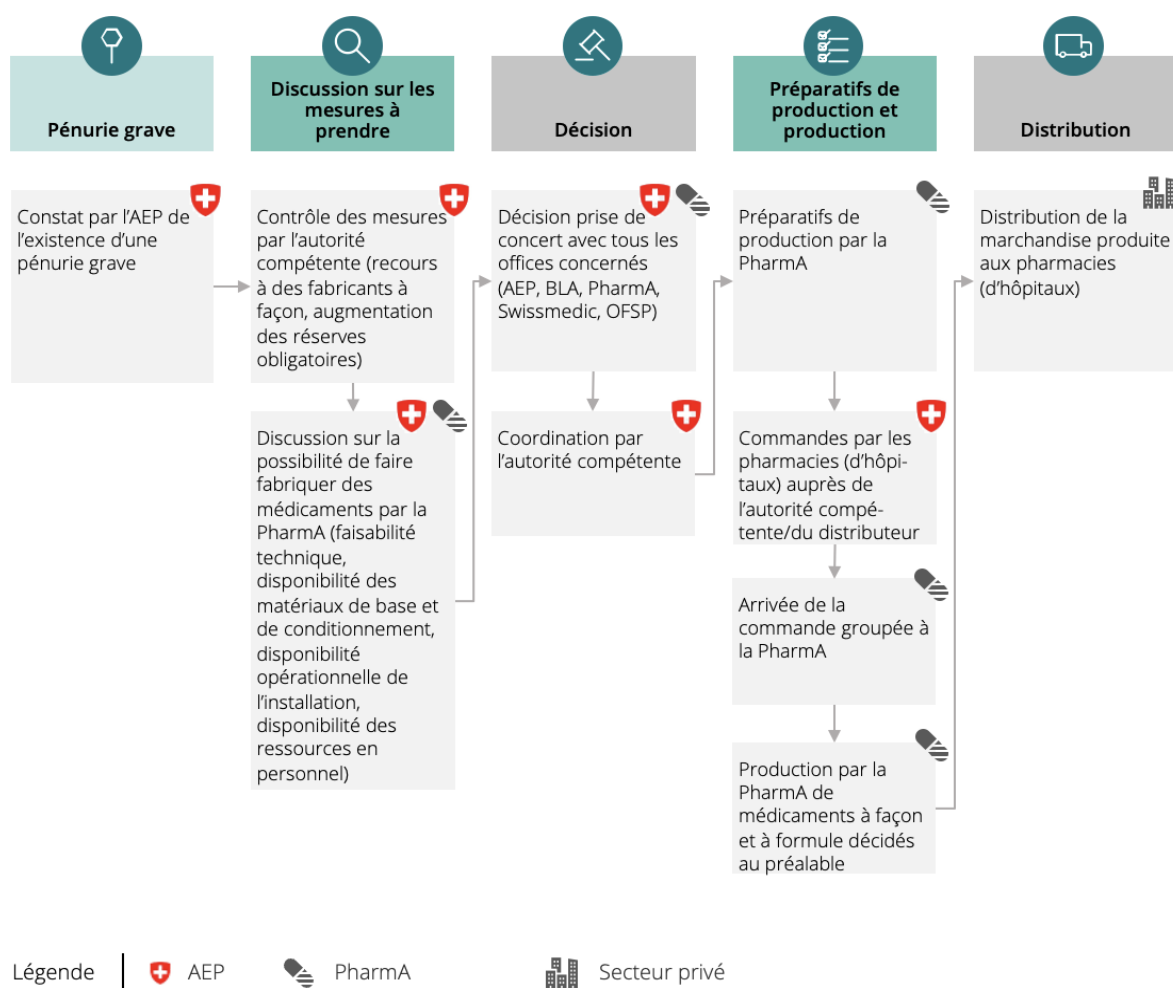 Pénurie grave
Discussion sur les
mesures à
prendre
Décision
Préparatifs de
production et
production
Distribution
Constat par l'AEP de
l'existence d'une
pénurie grave
Contrôle des mesures
par l'autorité
compétente (recours
à des fabricants à
façon, augmentation
des réserves
obligatoires)
Discussion sur la
possibilité de faire
fabriquer des
médicaments par la
PharmA (faisabilité
technique,
disponibilité des
matériaux de base et
de conditionnement,
disponibilité
opérationnelle de
l'installation,
disponibilité des
ressources en
personnel)
Décision prise de
concert avec tous les
offices concernés
(AEP, BLA, PharmA,
Swissmedic, OFSP)
Coordination par
l'autorité compétente
Préparatifs de
production par la
PharmA
Commandes par les
pharmacies (d'hôpi-
taux) auprès de
l'autorité compé-
tente/du distributeur
Arrivée de la
commande groupée à
la PharmA
Production par la
PharmA de
médicaments à façon
et à formule décidés
au préalable
Distribution de la
marchandise produite
aux pharmacies
(d'hôpitaux)
Légende
AEP
PharmA
Secteur privé